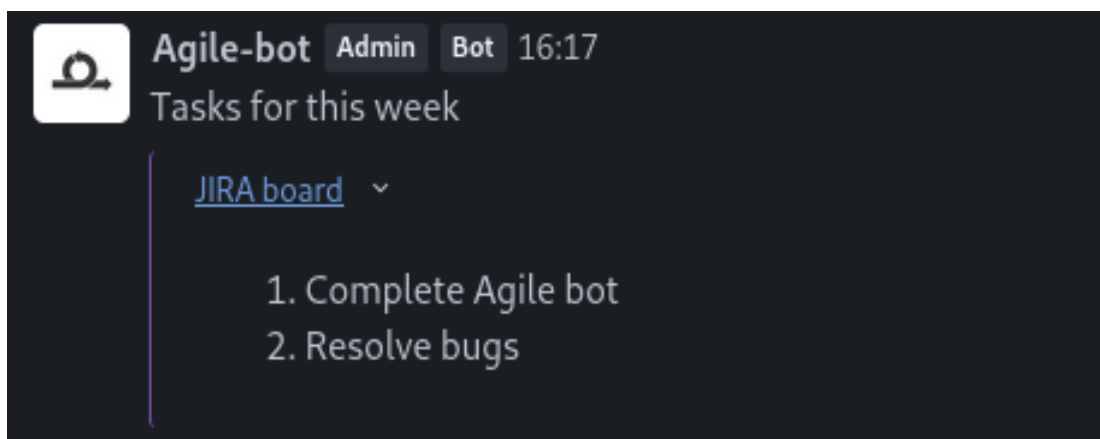 Agile-bot Admin Bot 16:17
Tasks for this week
JIRA board
1. Complete Agile bot
2. Resolve bugs